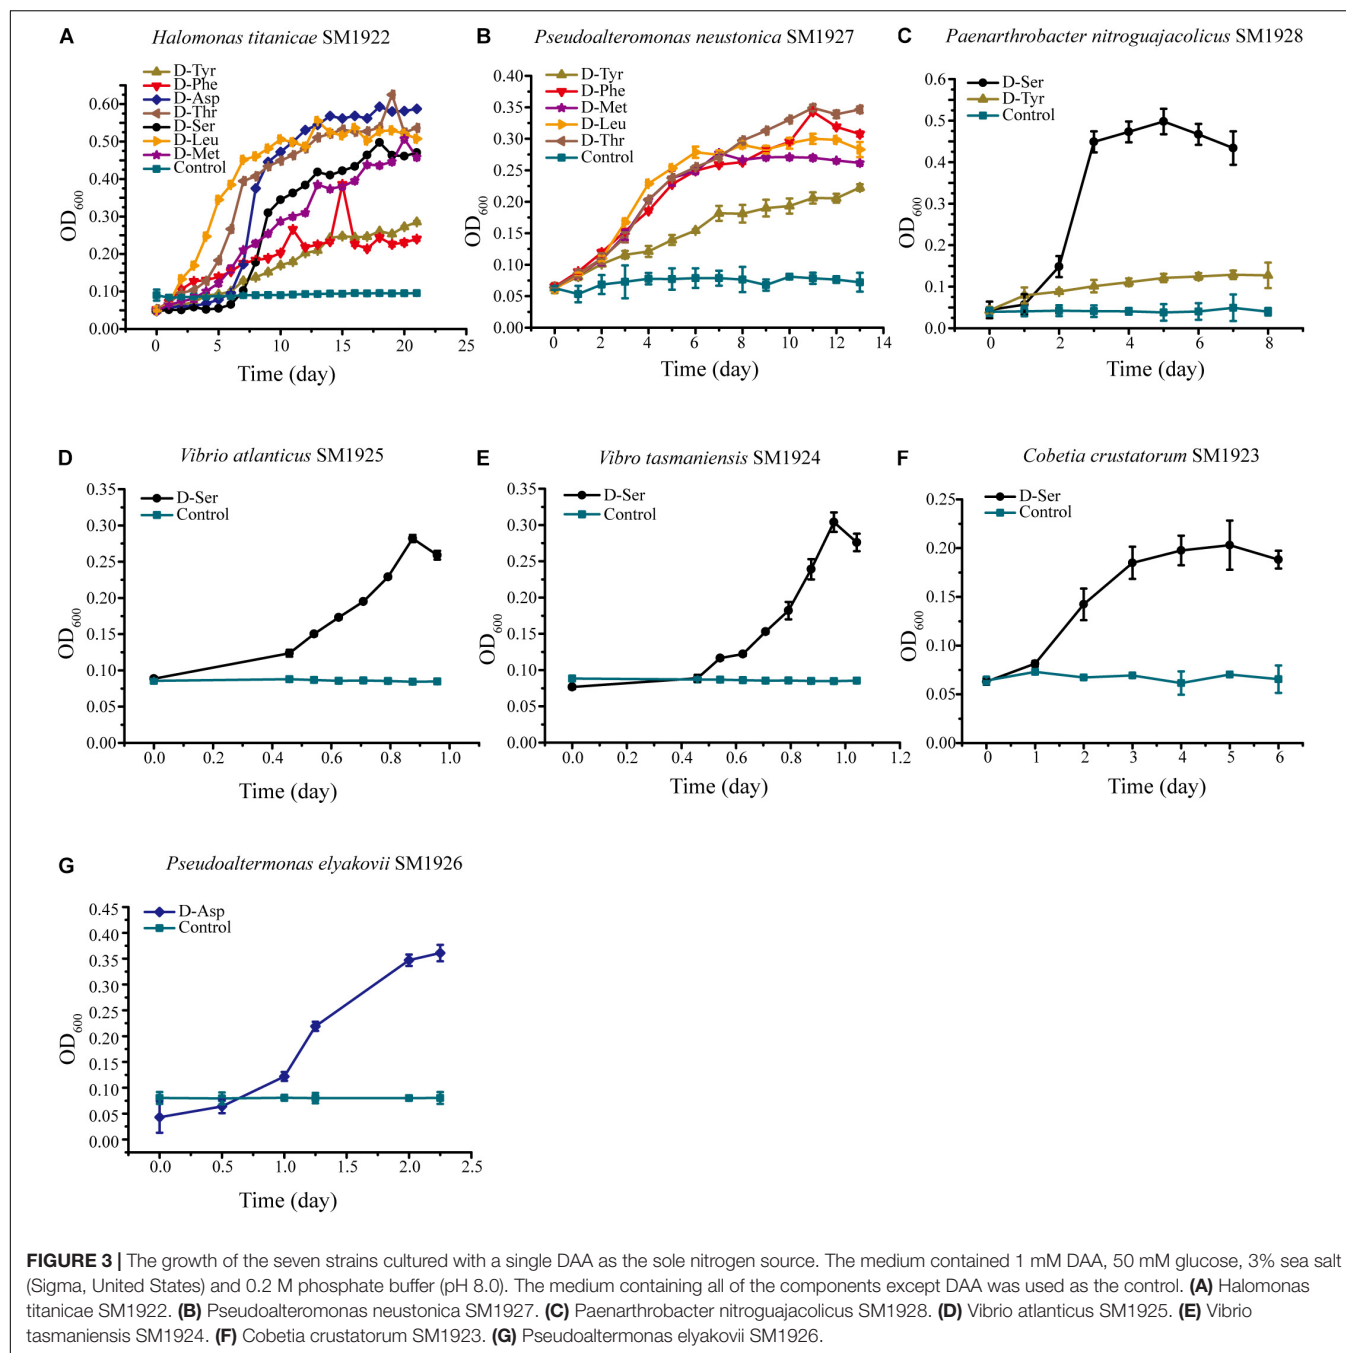 A Halomonas titanicae SM1922
D-Tyr
D-Phe
D-Asp
D-Thr
D-Ser
D-Leu
D-Met
Control
0.60
0.50
0.40
0.30
0.20
0.10
0.00
OD600
0 5 10 15 20 25
Time (day)
B Pseudoalteromonas neustonica SM1927
D-Tyr
D-Phe
D-Met
D-Leu
D-Thr
Control
0.40
0.35
0.30
0.25
0.20
0.15
0.10
0.05
0.00
OD600
0 2 4 6 8 10 12 14
Time (day)
C Paenarthrobacter nitroguajacolicus SM1928
D-Ser
D-Tyr
Control
0.6
0.5
0.4
0.3
0.2
0.1
0.0
OD600
0 2 4 6 8
Time (day)
D Vibrio atlanticus SM1925
D-Ser
Control
0.35
0.30
0.25
0.20
0.15
0.10
0.05
0.00
OD600
0.0 0.2 0.4 0.6 0.8 1.0
Time (day)
E Vibro tasmaniensis SM1924
D-Ser
Control
0.35
0.30
0.25
0.20
0.15
0.10
0.05
0.00
OD600
0.0 0.2 0.4 0.6 0.8 1.0 1.2
Time (day)
F Cobetia crustatorum SM1923
D-Ser
Control
0.25
0.20
0.15
0.10
0.05
0.00
OD600
0 1 2 3 4 5 6
Time (day)
G Pseudoaltermonas elyakovii SM1926
D-Asp
Control
0.45
0.40
0.35
0.30
0.25
0.20
0.15
0.10
0.05
0.00
OD600
0.0 0.5 1.0 1.5 2.0 2.5
Time (day)
FIGURE 3 | The growth of the seven strains cultured with a single DAA as the sole nitrogen source. The medium contained 1 mM DAA, 50 mM glucose, 3% sea salt
(Sigma, United States) and 0.2 M phosphate buffer (pH 8.0). The medium containing all of the components except DAA was used as the control. (A) Halomonas
titanicae SM1922. (B) Pseudoalteromonas neustonica SM1927. (C) Paenarthrobacter nitroguajacolicus SM1928. (D) Vibrio atlanticus SM1925. (E) Vibrio
tasmaniensis SM1924. (F) Cobetia crustatorum SM1923. (G) Pseudoaltermonas elyakovii SM1926.